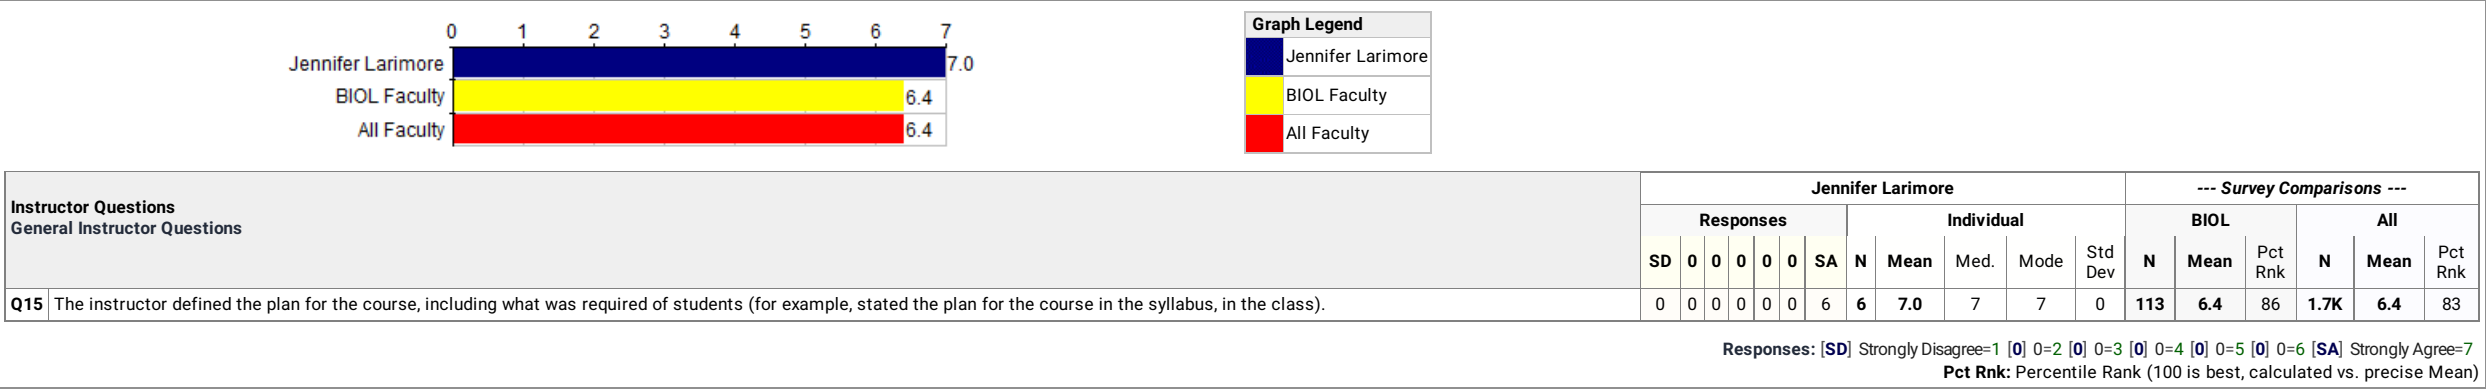 0 1 2 3 4 5 6 7
Jennifer Larimore 7.0
BIOL Faculty 6.4
All Faculty 6.4
Graph Legend
Jennifer Larimore
BIOL Faculty
All Faculty
Instructor Questions
General Instructor Questions
Jennifer Larimore --- Survey Comparisons ---
Responses Individual BIOL All
SD 0 0 0 0 0 SA N Mean Med. Mode Std Dev N Mean Pct Rnk N Mean Pct Rnk
Q15 The instructor defined the plan for the course, including what was required of students (for example, stated the plan for the course in the syllabus, in the class). 0 0 0 0 0 0 6 6 7.0 7 7 0 113 6.4 86 1.7K 6.4 83
Responses: [SD] Strongly Disagree=1 [0] 0=2 [0] 0=3 [0] 0=4 [0] 0=5 [0] 0=6 [SA] Strongly Agree=7
Pct Rnk: Percentile Rank (100 is best, calculated vs. precise Mean)